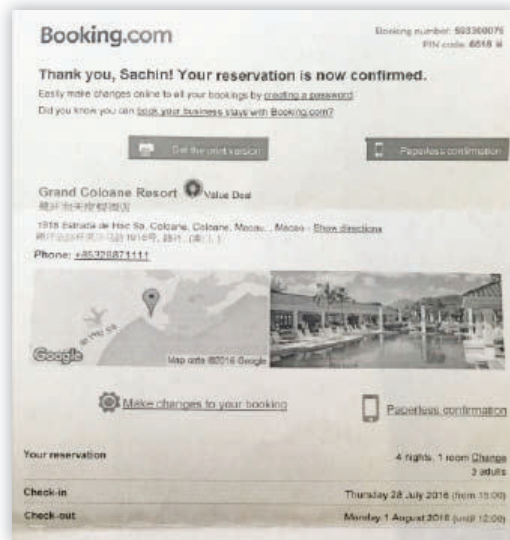 Booking.com
Booking number:
PIN code: 6518
Thank you, Sachin! Your reservation is now confirmed.
Easily make changes online to all your bookings by creating a password.
Did you know you can book your business stays with Booking.com?
Get the print version
Paperless confirmation
Grand Coloane Resort Value Deal
1918 Estrada de Hac Sa, Coloane, Coloane, Macau, , Macao - Show directions
Phone: +85328871111
Google
Map data ©2016 Google
Make changes to your booking
Paperless confirmation
Your reservation
4 nights, 1 room Change
3 adults
Check-in
Thursday 28 July 2016 (from 15:00)
Check-out
Monday 1 August 2016 (until 12:00)